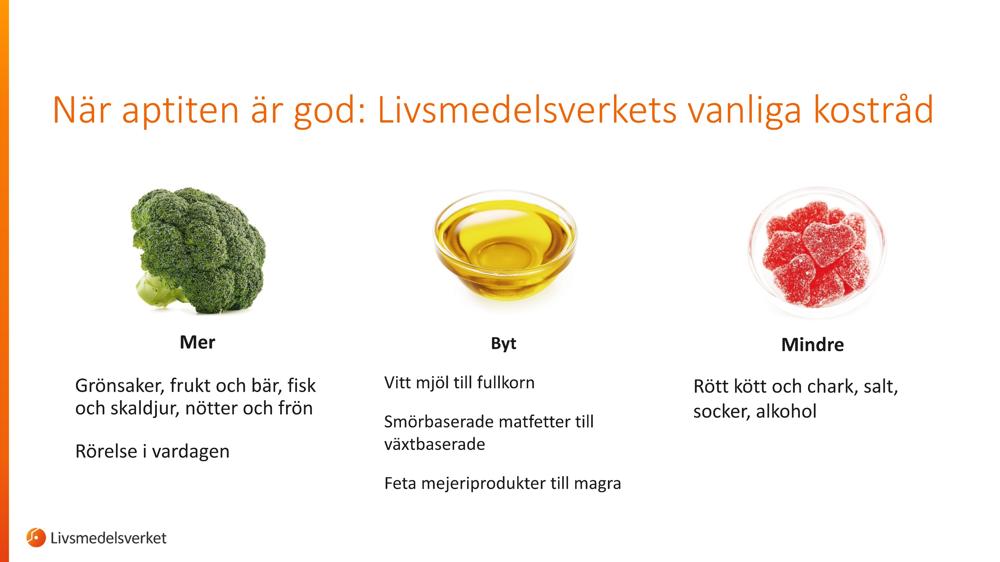 När aptiten är god: Livsmedelsverkets vanliga kostråd
Mer
Grönsaker, frukt och bär, fisk
och skaldjur, nötter och frön
Rörelse i vardagen
Byt
Vitt mjöl till fullkorn
Smörbaserade matfetter till
växtbaserade
Feta mejeriprodukter till magra
Mindre
Rött kött och chark, salt,
socker, alkohol
Livsmedelsverket